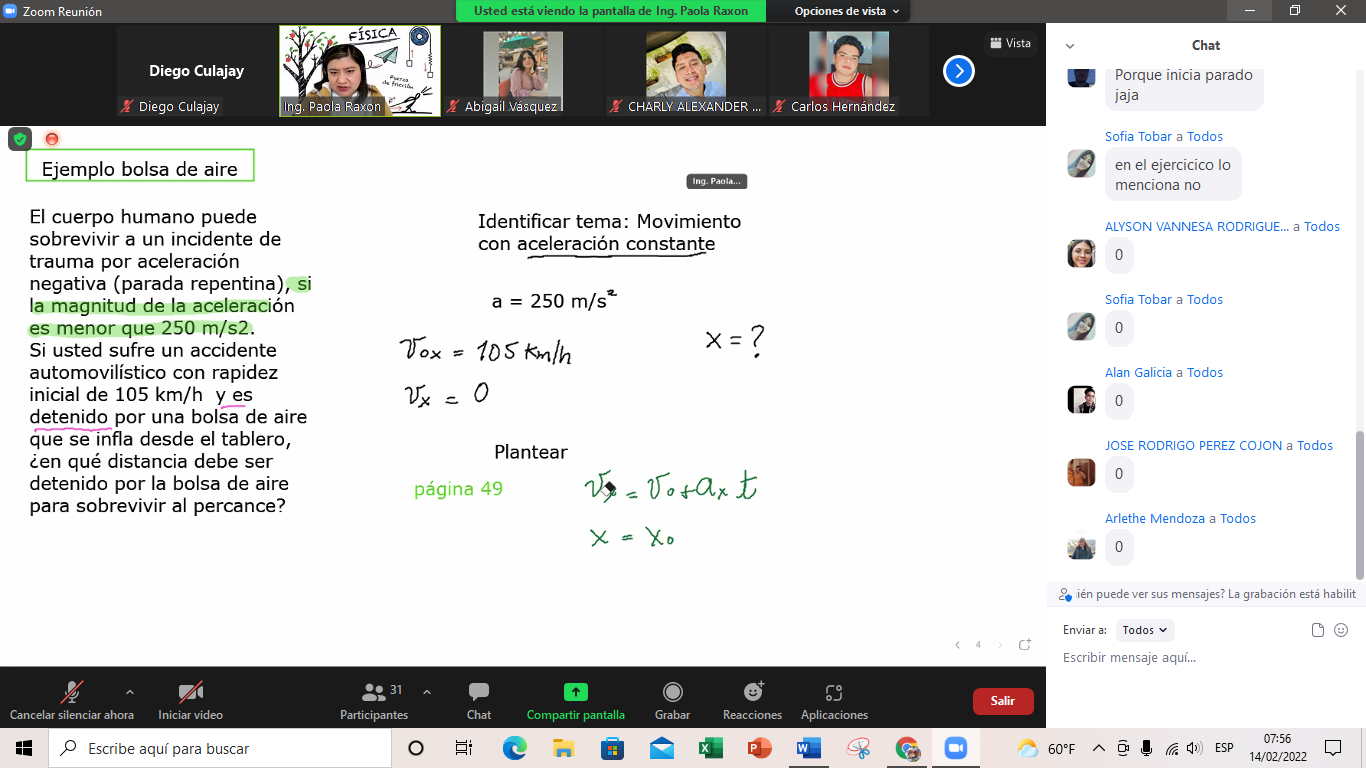 Zoom Reunión
Usted está viendo la pantalla de Ing. Paola Raxon
Opciones de vista
Diego Culajay
Diego Culajay
FÍSICA
Fuerza
de fricción
Ing. Paola Raxon
Abigail Vásquez
CHARLY ALEXANDER ...
Carlos Hernández
Vista
Ejemplo bolsa de aire
El cuerpo humano puede
sobrevivir a un incidente de
trauma por aceleración
negativa (parada repentina), si
la magnitud de la aceleración
es menor que 250 m/s2.
Si usted sufre un accidente
automovilístico con rapidez
inicial de 105 km/h y es
detenido por una bolsa de aire
que se infla desde el tablero,
¿en qué distancia debe ser
detenido por la bolsa de aire
para sobrevivir al percance?
Ing. Paola...
Identificar tema: Movimiento
con aceleración constante
a = 250 m/s²
v₀ₓ = 105 km/h
x = ?
vₓ = 0
Plantear
página 49
vₓ = v₀ + aₓ t
x = x₀
4
Chat
Porque inicia parado
jaja
Sofia Tobar a Todos
en el ejercicico lo
menciona no
ALYSON VANNESA RODRIGUE... a Todos
0
Sofia Tobar a Todos
0
Alan Galicia a Todos
0
JOSE RODRIGO PEREZ COJON a Todos
0
Arlethe Mendoza a Todos
0
ién puede ver sus mensajes? La grabación está habilit
Enviar a: Todos
Escribir mensaje aquí...
Cancelar silenciar ahora
Iniciar video
Participantes
31
Chat
Compartir pantalla
Grabar
Reacciones
Aplicaciones
Salir
Escribe aquí para buscar
60°F
ESP
07:56
14/02/2022